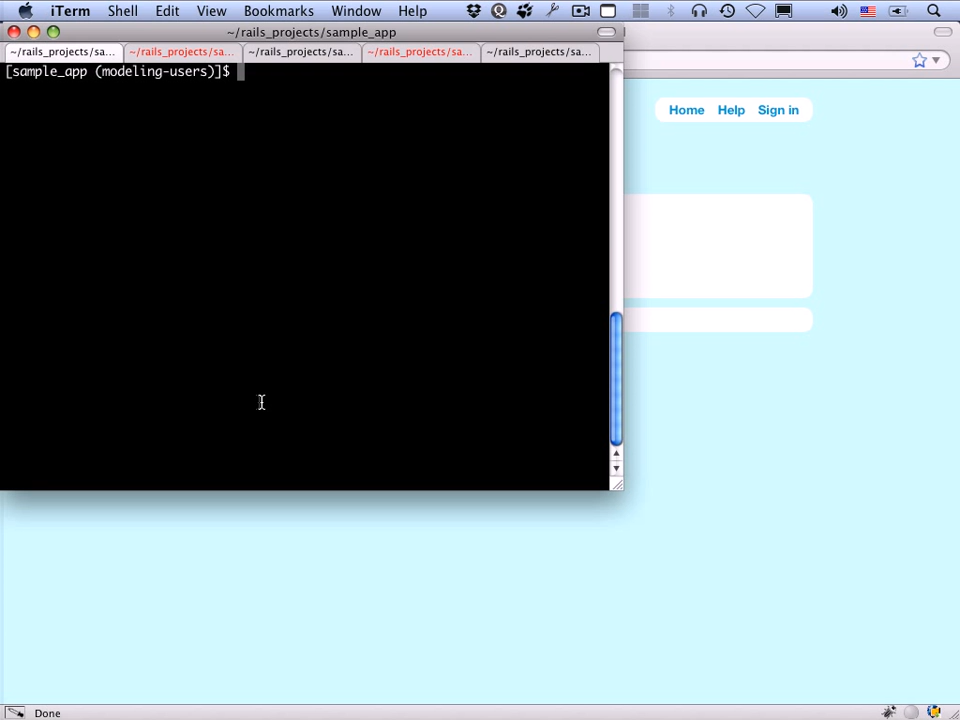 iTerm Shell Edit View Bookmarks Window Help
~/rails_projects/sample_app
~/rails_projects/sa... ~/rails_projects/sa... ~/rails_projects/sa... ~/rails_projects/sa... ~/rails_projects/sa...
[sample_app (modeling-users)]$
Home Help Sign in
Done